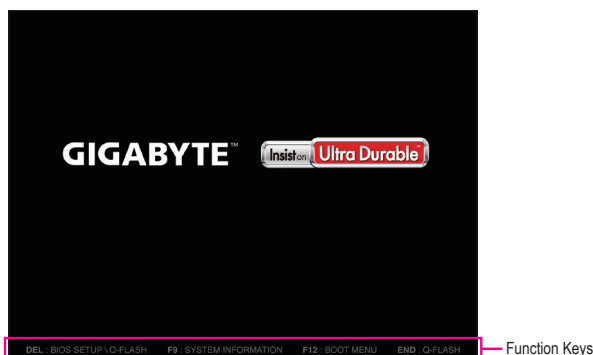 GIGABYTE™
Insist on Ultra Durable™
DEL : BIOS SETUP \ Q-FLASH F9 : SYSTEM INFORMATION F12 : BOOT MENU END : Q-FLASH
Function Keys